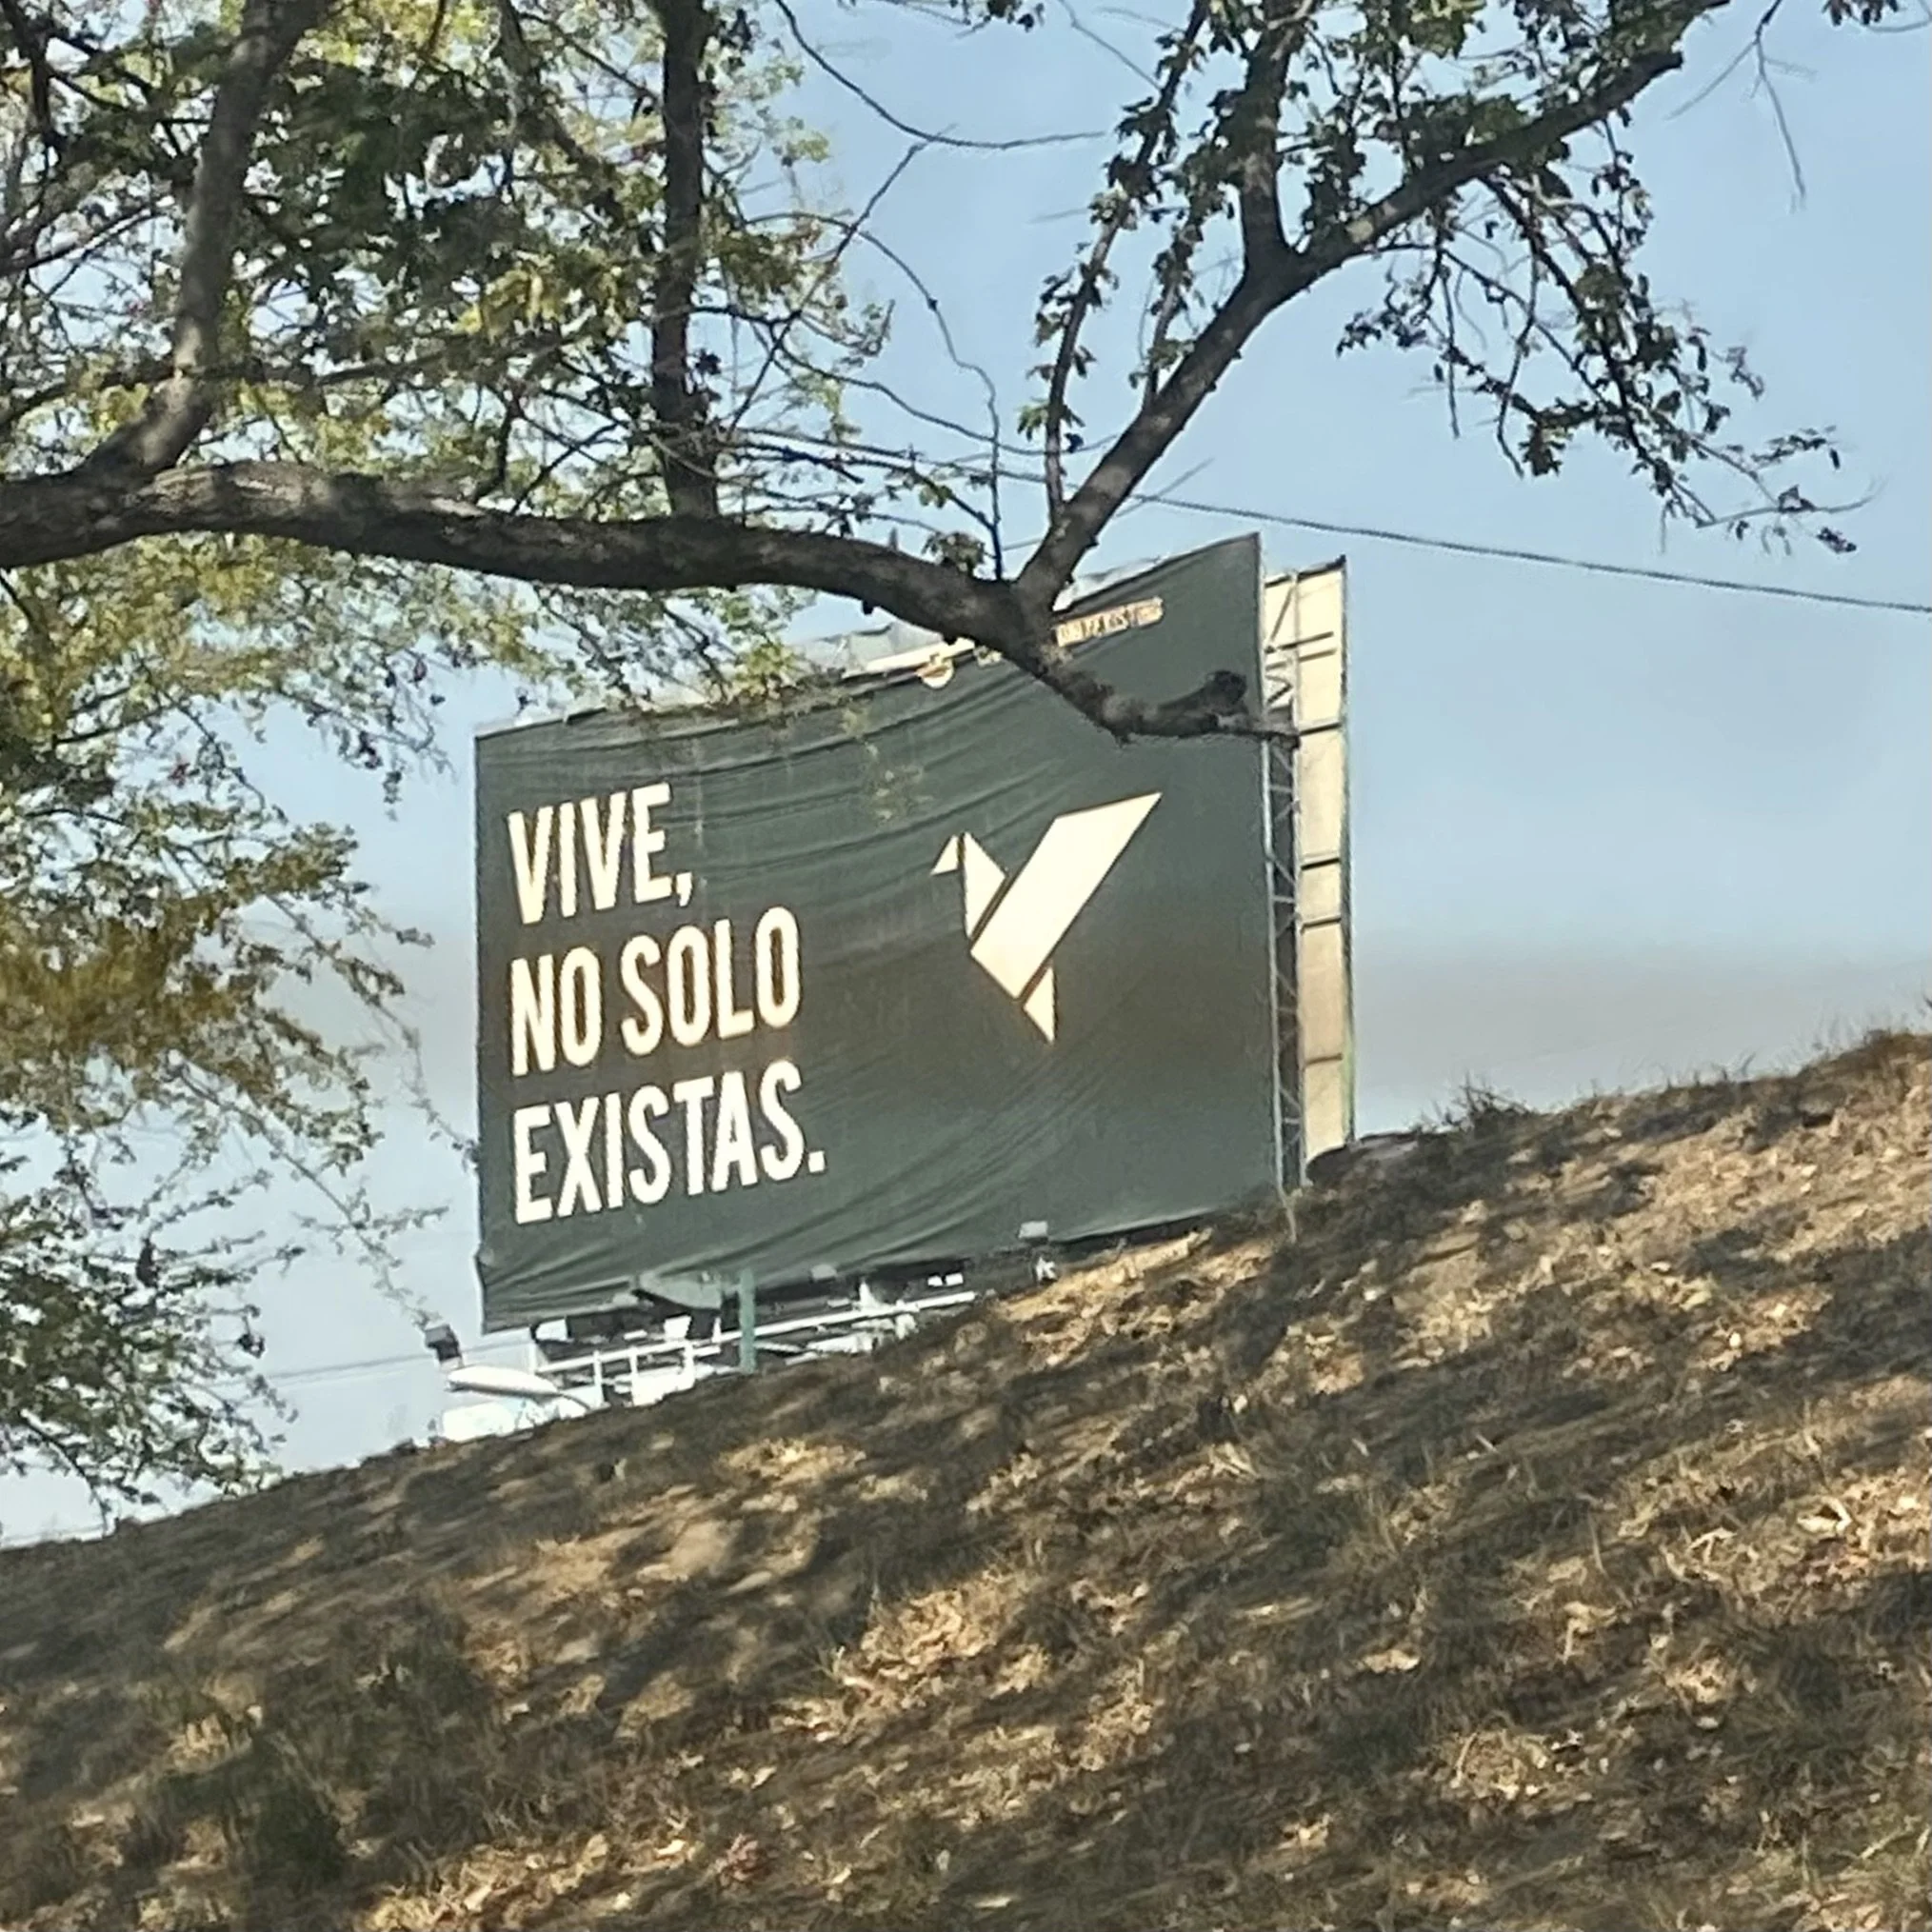 VIVE,
NO SOLO
EXISTAS.